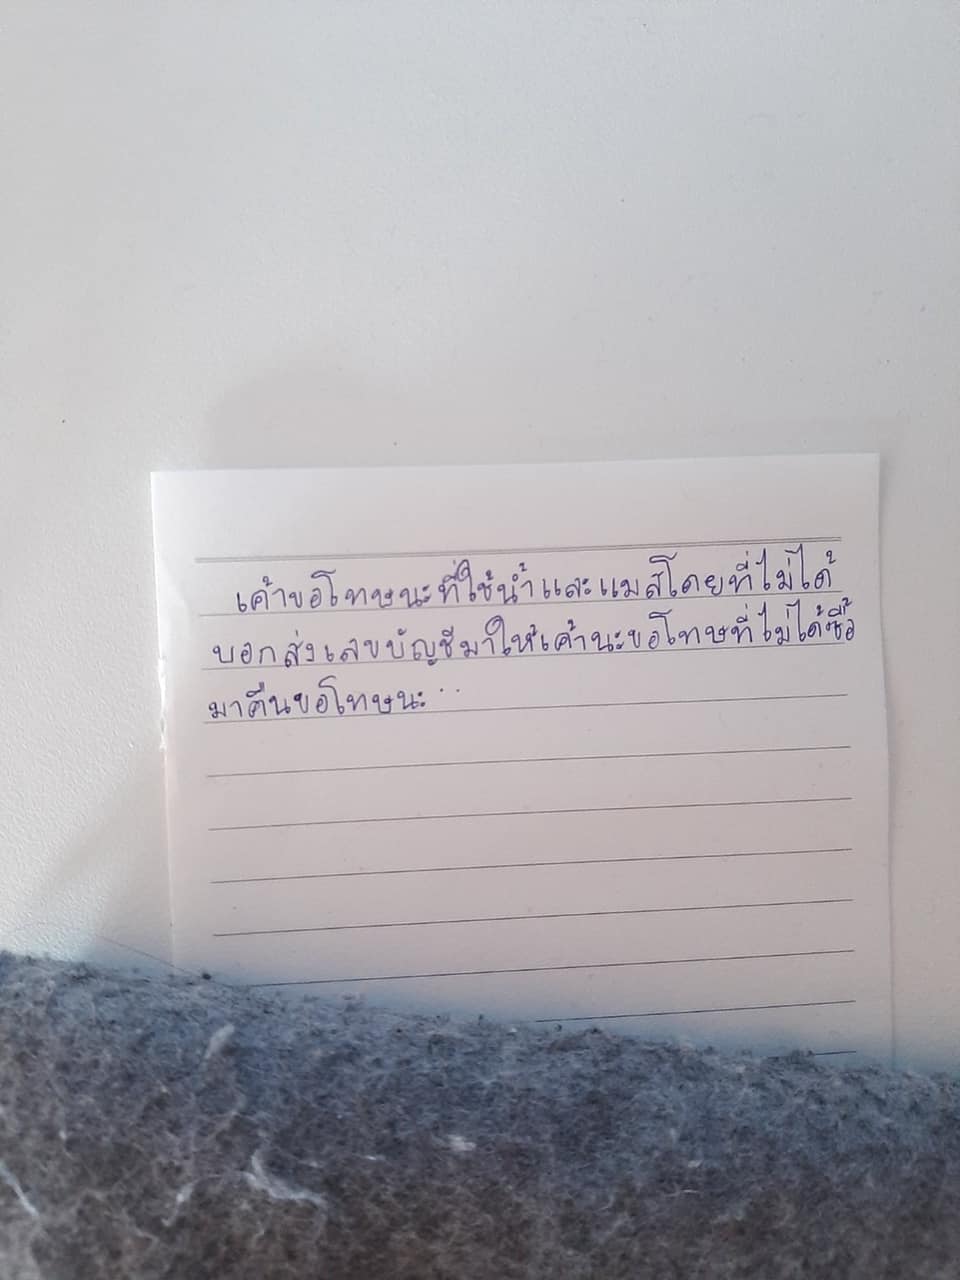 เค้าขอโทษนะที่ใช้น้ำและแมสโดยที่ไม่ได้
บอกส่งเลขบัญชีมาให้เค้านะขอโทษที่ไม่ได้ซื้อ
มาคืนขอโทษนะ..